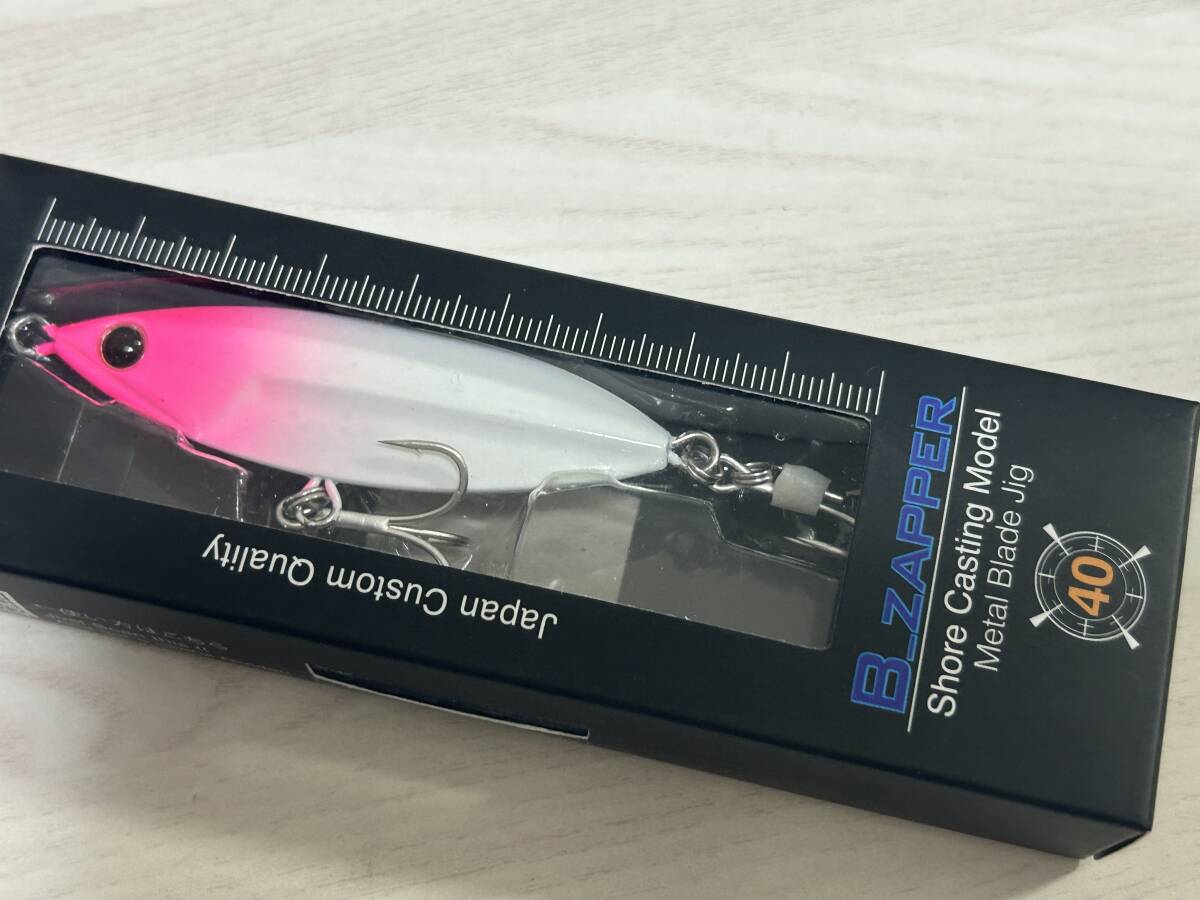 B_ZAPPER
Shore Casting Model
Metal Blade Jig
40
Japan Custom Quality